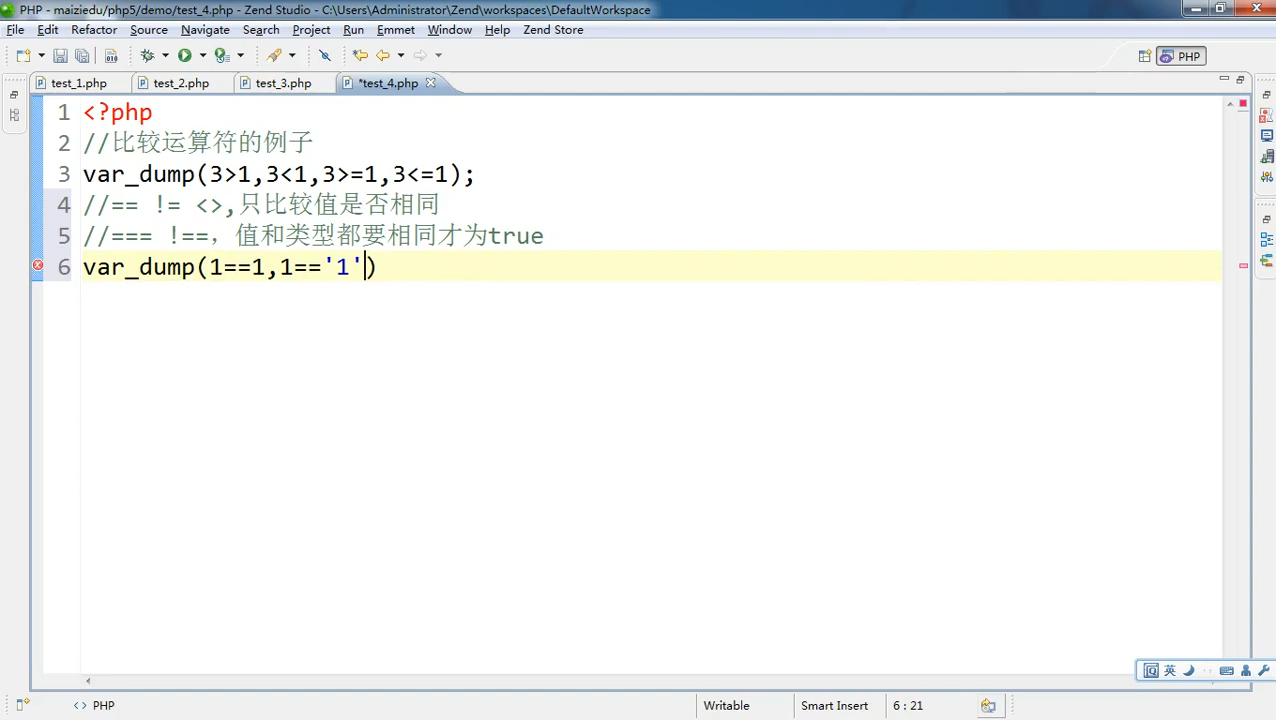 PHP - maiziedu/php5/demo/test_4.php - Zend Studio - C:\Users\Administrator\Zend\workspaces\DefaultWorkspace
File Edit Refactor Source Navigate Search Project Run Emmet Window Help Zend Store
PHP
test_1.php test_2.php test_3.php *test_4.php
1 <?php
2 //比较运算符的例子
3 var_dump(3>1,3<1,3>=1,3<=1);
4 //== != <>,只比较值是否相同
5 //=== !==，值和类型都要相同才为true
6 var_dump(1==1,1=='1')
英
<> PHP Writable Smart Insert 6 : 21